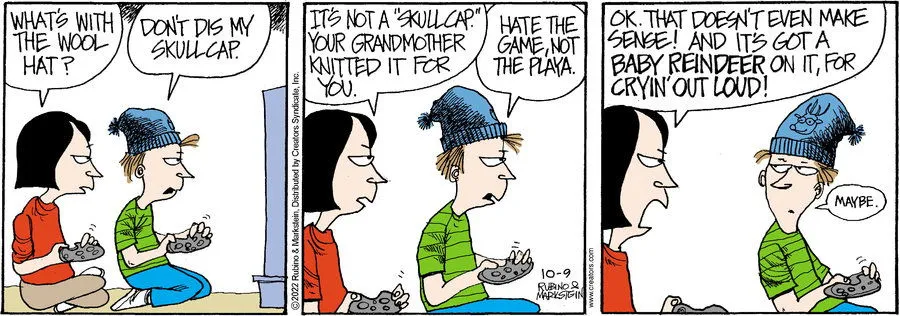 WHAT'S WITH
THE WOOL
HAT?
DON'T DIS MY
SKULLCAP.
©2022 Rubino & Markstein, Distributed by Creators Syndicate, Inc.
IT'S NOT A "SKULLCAP."
YOUR GRANDMOTHER
KNITTED IT FOR
YOU.
HATE THE
GAME, NOT
THE PLAYA.
10-9
RUBINO &
MARKSTEIN
www.creators.com
OK. THAT DOESN'T EVEN MAKE
SENSE! AND IT'S GOT A
BABY REINDEER ON IT, FOR
CRYIN' OUT LOUD!
MAYBE.